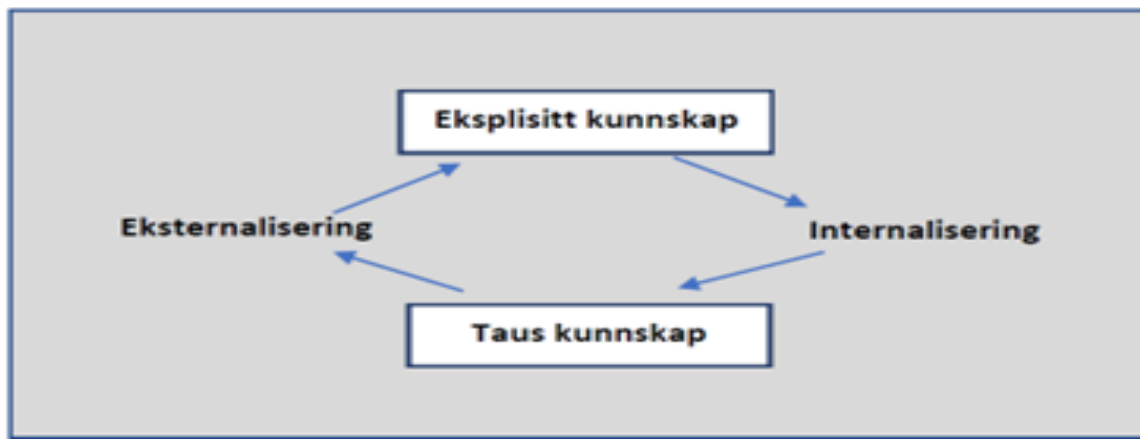 Eksplisitt kunnskap
Eksternalisering
Internalisering
Taus kunnskap